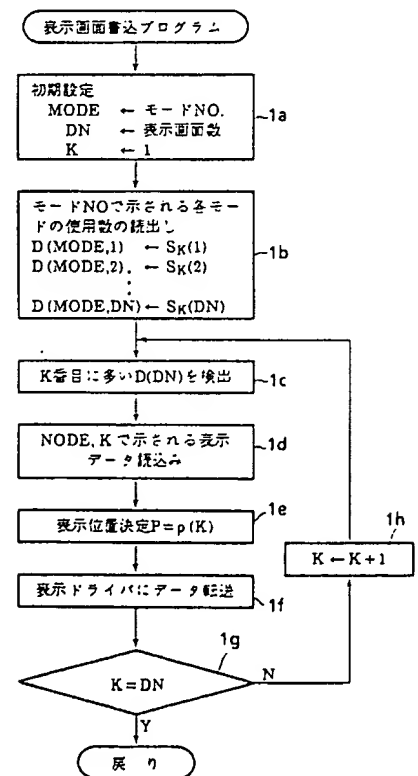 表示画面書込プログラム
初期設定
MODE ← モードNO.
DN ← 表示画面数
K ← 1
1a
モードNOで示される各モー
ドの使用数の読出し
D(MODE,1) ← SK(1)
D(MODE,2). ← SK(2)
⋮
D(MODE,DN) ← SK(DN)
1b
K番目に多いD(DN)を検出
1c
NODE, Kで示される表示
データ読込み
1d
表示位置決定P=p(K)
1e
1h
K ← K+1
表示ドライバにデータ転送
1f
1g
K=DN
N
Y
戻り